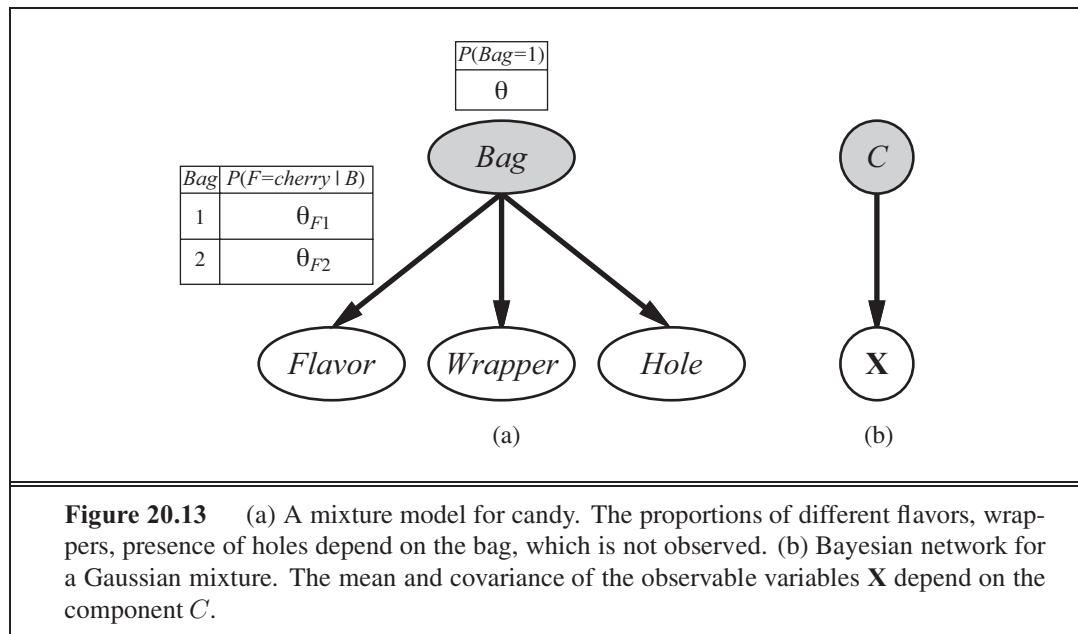 P(Bag=1)
θ
Bag
C
Bag P(F=cherry | B)
1 θF1
2 θF2
Flavor Wrapper Hole X
(a) (b)
Figure 20.13 (a) A mixture model for candy. The proportions of different flavors, wrap-
pers, presence of holes depend on the bag, which is not observed. (b) Bayesian network for
a Gaussian mixture. The mean and covariance of the observable variables X depend on the
component C.